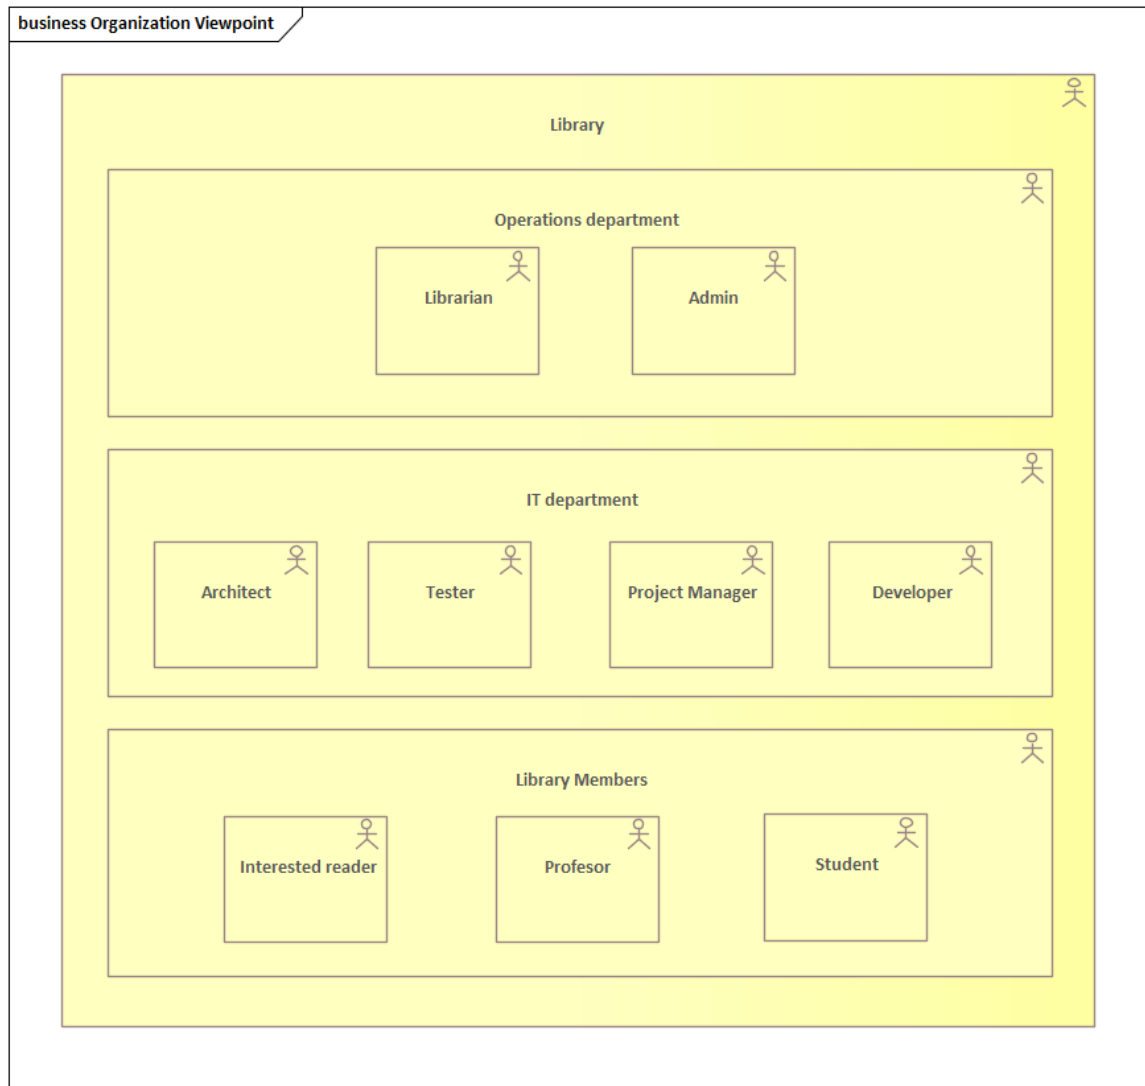 business Organization Viewpoint
Library
Operations department
Librarian
Admin
IT department
Architect
Tester
Project Manager
Developer
Library Members
Interested reader
Profesor
Student